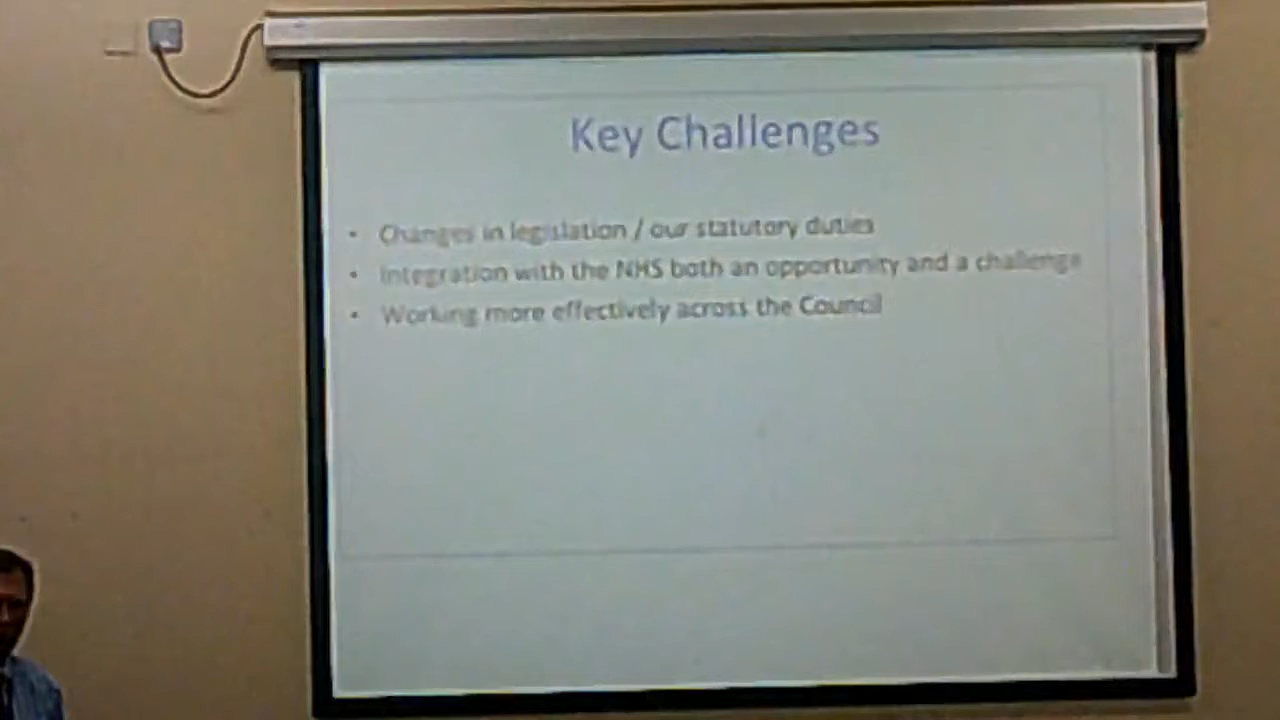 Key Challenges
• Changes in legislation / our statutory duties
• Integration with the NHS both an opportunity and a challenge
• Working more effectively across the Council